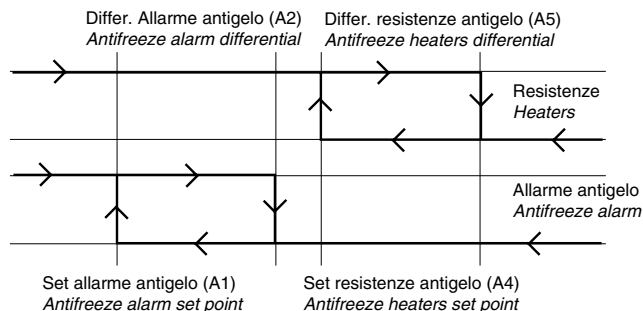 Differ. Allarme antigelo (A2)
Antifreeze alarm differential
Differ. resistenze antigelo (A5)
Antifreeze heaters differential
Resistenze
Heaters
Allarme antigelo
Antifreeze alarm
Set allarme antigelo (A1)
Antifreeze alarm set point
Set resistenze antigelo (A4)
Antifreeze heaters set point